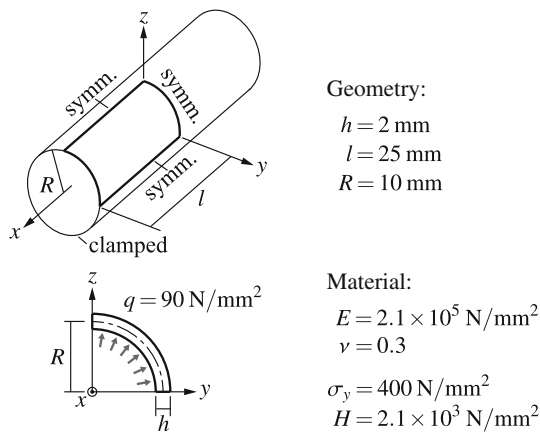 z
symm.
symm.
R
symm.
y
l
x
clamped
Geometry:
h = 2 mm
l = 25 mm
R = 10 mm
z
q = 90 N/mm²
R
x
y
h
Material:
E = 2.1 × 10⁵ N/mm²
ν = 0.3
σy = 400 N/mm²
H = 2.1 × 10³ N/mm²